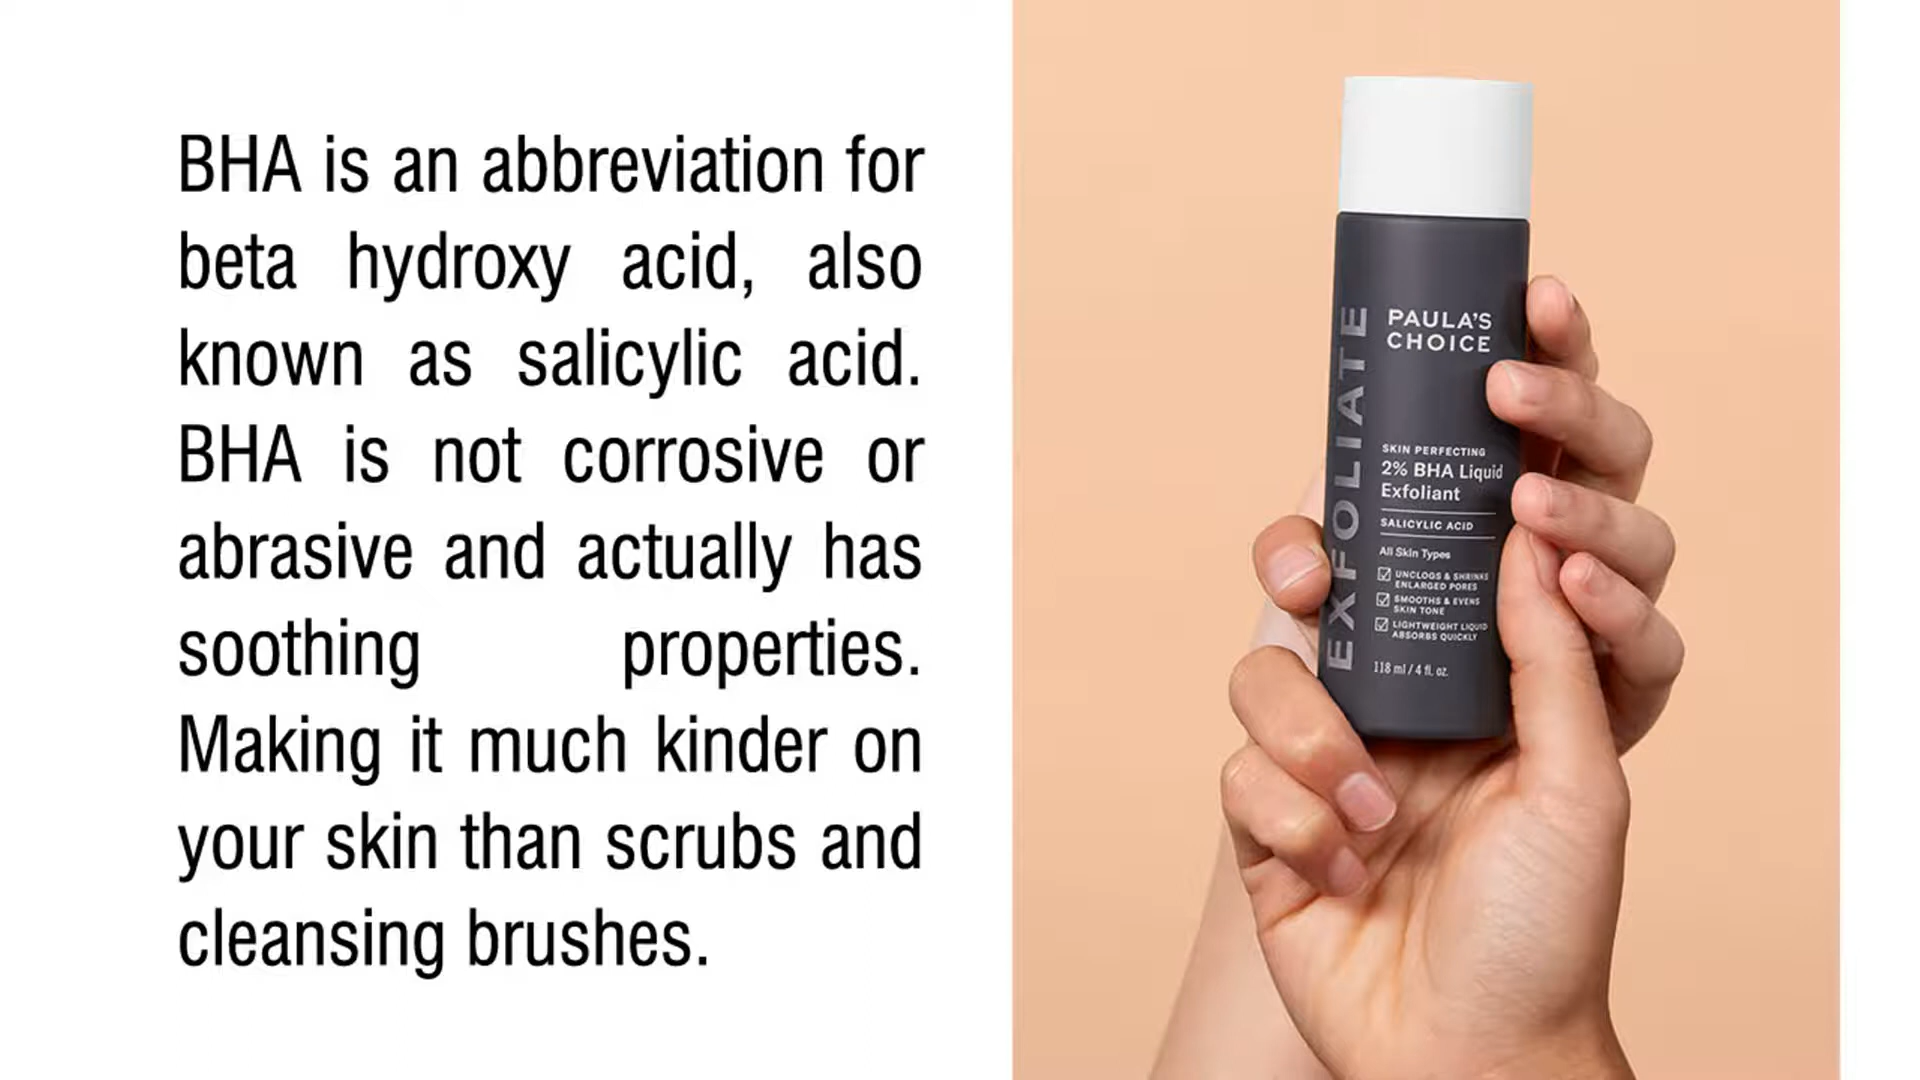 BHA is an abbreviation for
beta hydroxy acid, also
known as salicylic acid.
BHA is not corrosive or
abrasive and actually has
soothing properties.
Making it much kinder on
your skin than scrubs and
cleansing brushes.
EXFOLIATE
PAULA'S
CHOICE
SKIN PERFECTING
2% BHA Liquid
Exfoliant
SALICYLIC ACID
All Skin Types
UNCLOGS & SHRINKS
ENLARGED PORES
SMOOTHS & EVENS
SKIN TONE
LIGHTWEIGHT LIQUID
ABSORBS QUICKLY
118 ml / 4 fl. oz.